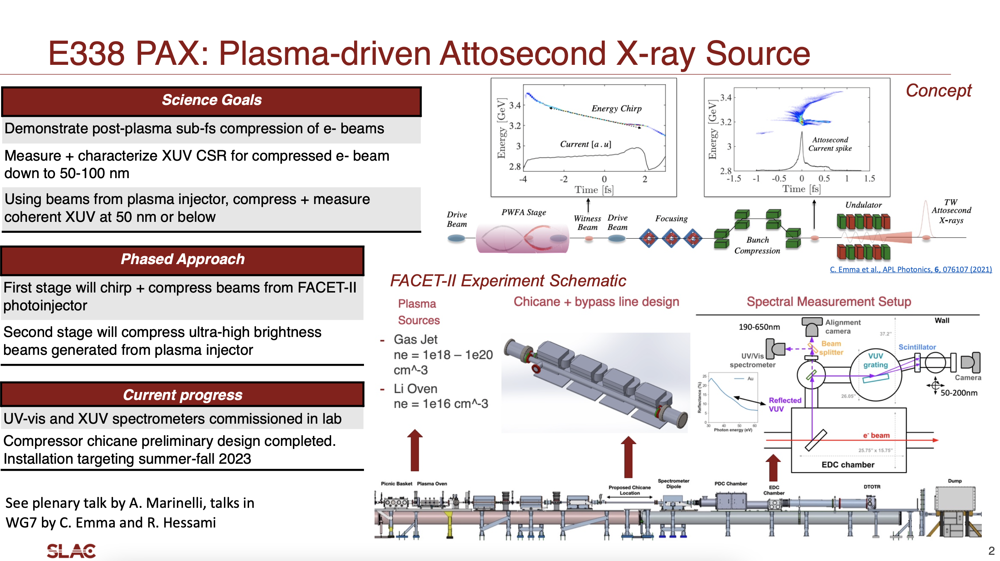 E338 PAX: Plasma-driven Attosecond X-ray Source
Science Goals
Demonstrate post-plasma sub-fs compression of e- beams
Measure + characterize XUV CSR for compressed e- beam
down to 50-100 nm
Using beams from plasma injector, compress + measure
coherent XUV at 50 nm or below
Phased Approach
First stage will chirp + compress beams from FACET-II
photoinjector
Second stage will compress ultra-high brightness
beams generated from plasma injector
Current progress
UV-vis and XUV spectrometers commissioned in lab
Compressor chicane preliminary design completed.
Installation targeting summer-fall 2023
See plenary talk by A. Marinelli, talks in
WG7 by C. Emma and R. Hessami
SLAC
Concept
Energy [GeV]
3.4
3.2
3
2.8
Energy Chirp
Current [a.u]
-4
-2
0
2
Time [fs]
Energy [GeV]
3.4
3.2
3
2.8
Attosecond
Current spike
-1.5
-1
-0.5
0
0.5
1
1.5
Time [fs]
Drive
Beam
PWFA Stage
Witness
Beam
Drive
Beam
Focusing
Bunch
Compression
Undulator
TW
Attosecond
X-rays
C. Emma et al., APL Photonics, 6, 076107 (2021)
FACET-II Experiment Schematic
Plasma
Sources
- Gas Jet
ne = 1e18 – 1e20
cm^-3
- Li Oven
ne = 1e16 cm^-3
Chicane + bypass line design
Spectral Measurement Setup
190-650nm
Alignment
camera
Wall
37.2"
Beam
splitter
Scintillator
UV/Vis
spectrometer
VUV
grating
Camera
50-200nm
26.05"
Reflectance (%)
25
20
15
10
5
0
Au
30
40
50
60
Photon energy (eV)
Reflected
VUV
e- beam
25.75" x 15.75"
EDC chamber
Picnic Basket
Plasma Oven
Proposed Chicane
Location
Spectrometer
Dipole
PDC Chamber
EDC
Chamber
DTOTR
Dump
2